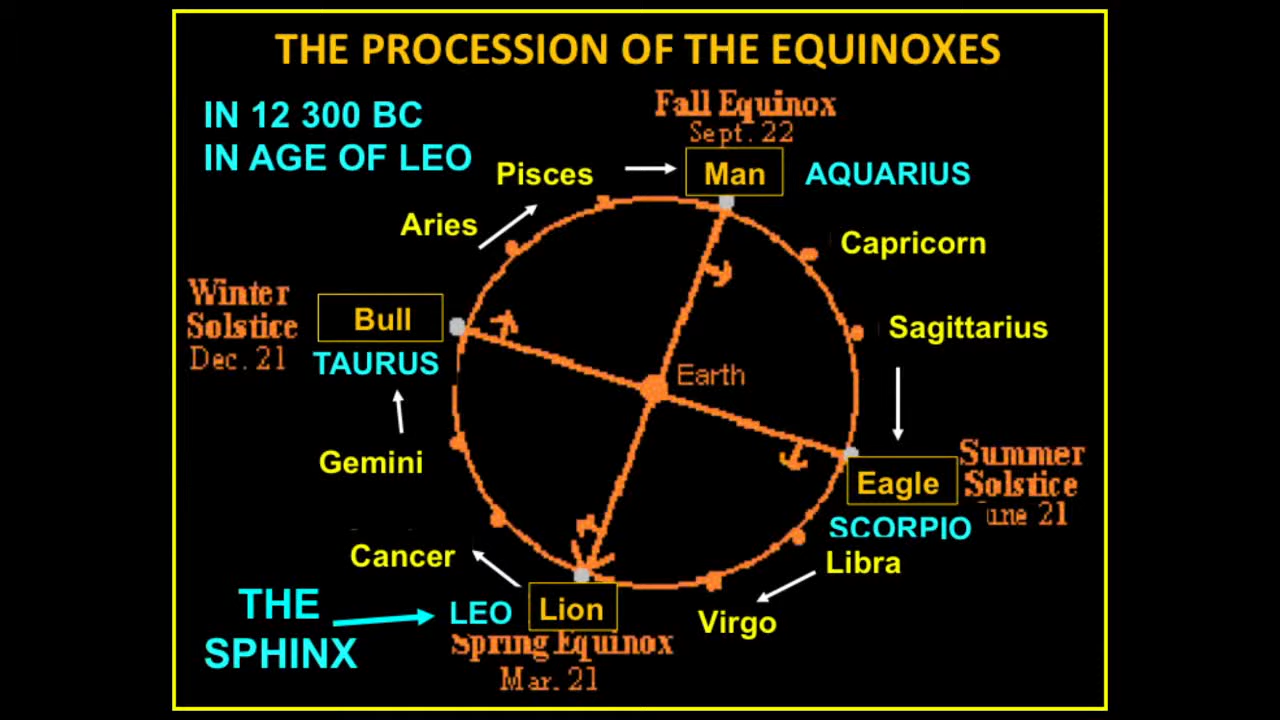 THE PROCESSION OF THE EQUINOXES
IN 12 300 BC
IN AGE OF LEO
Fall Equinox
Sept. 22
Pisces
Man
AQUARIUS
Aries
Capricorn
Winter
Solstice
Dec. 21
Bull
TAURUS
Sagittarius
Earth
Gemini
Eagle
SCORPIO
Summer
Solstice
June 21
Cancer
Libra
THE
SPHINX
LEO
Lion
Virgo
Spring Equinox
Mar. 21